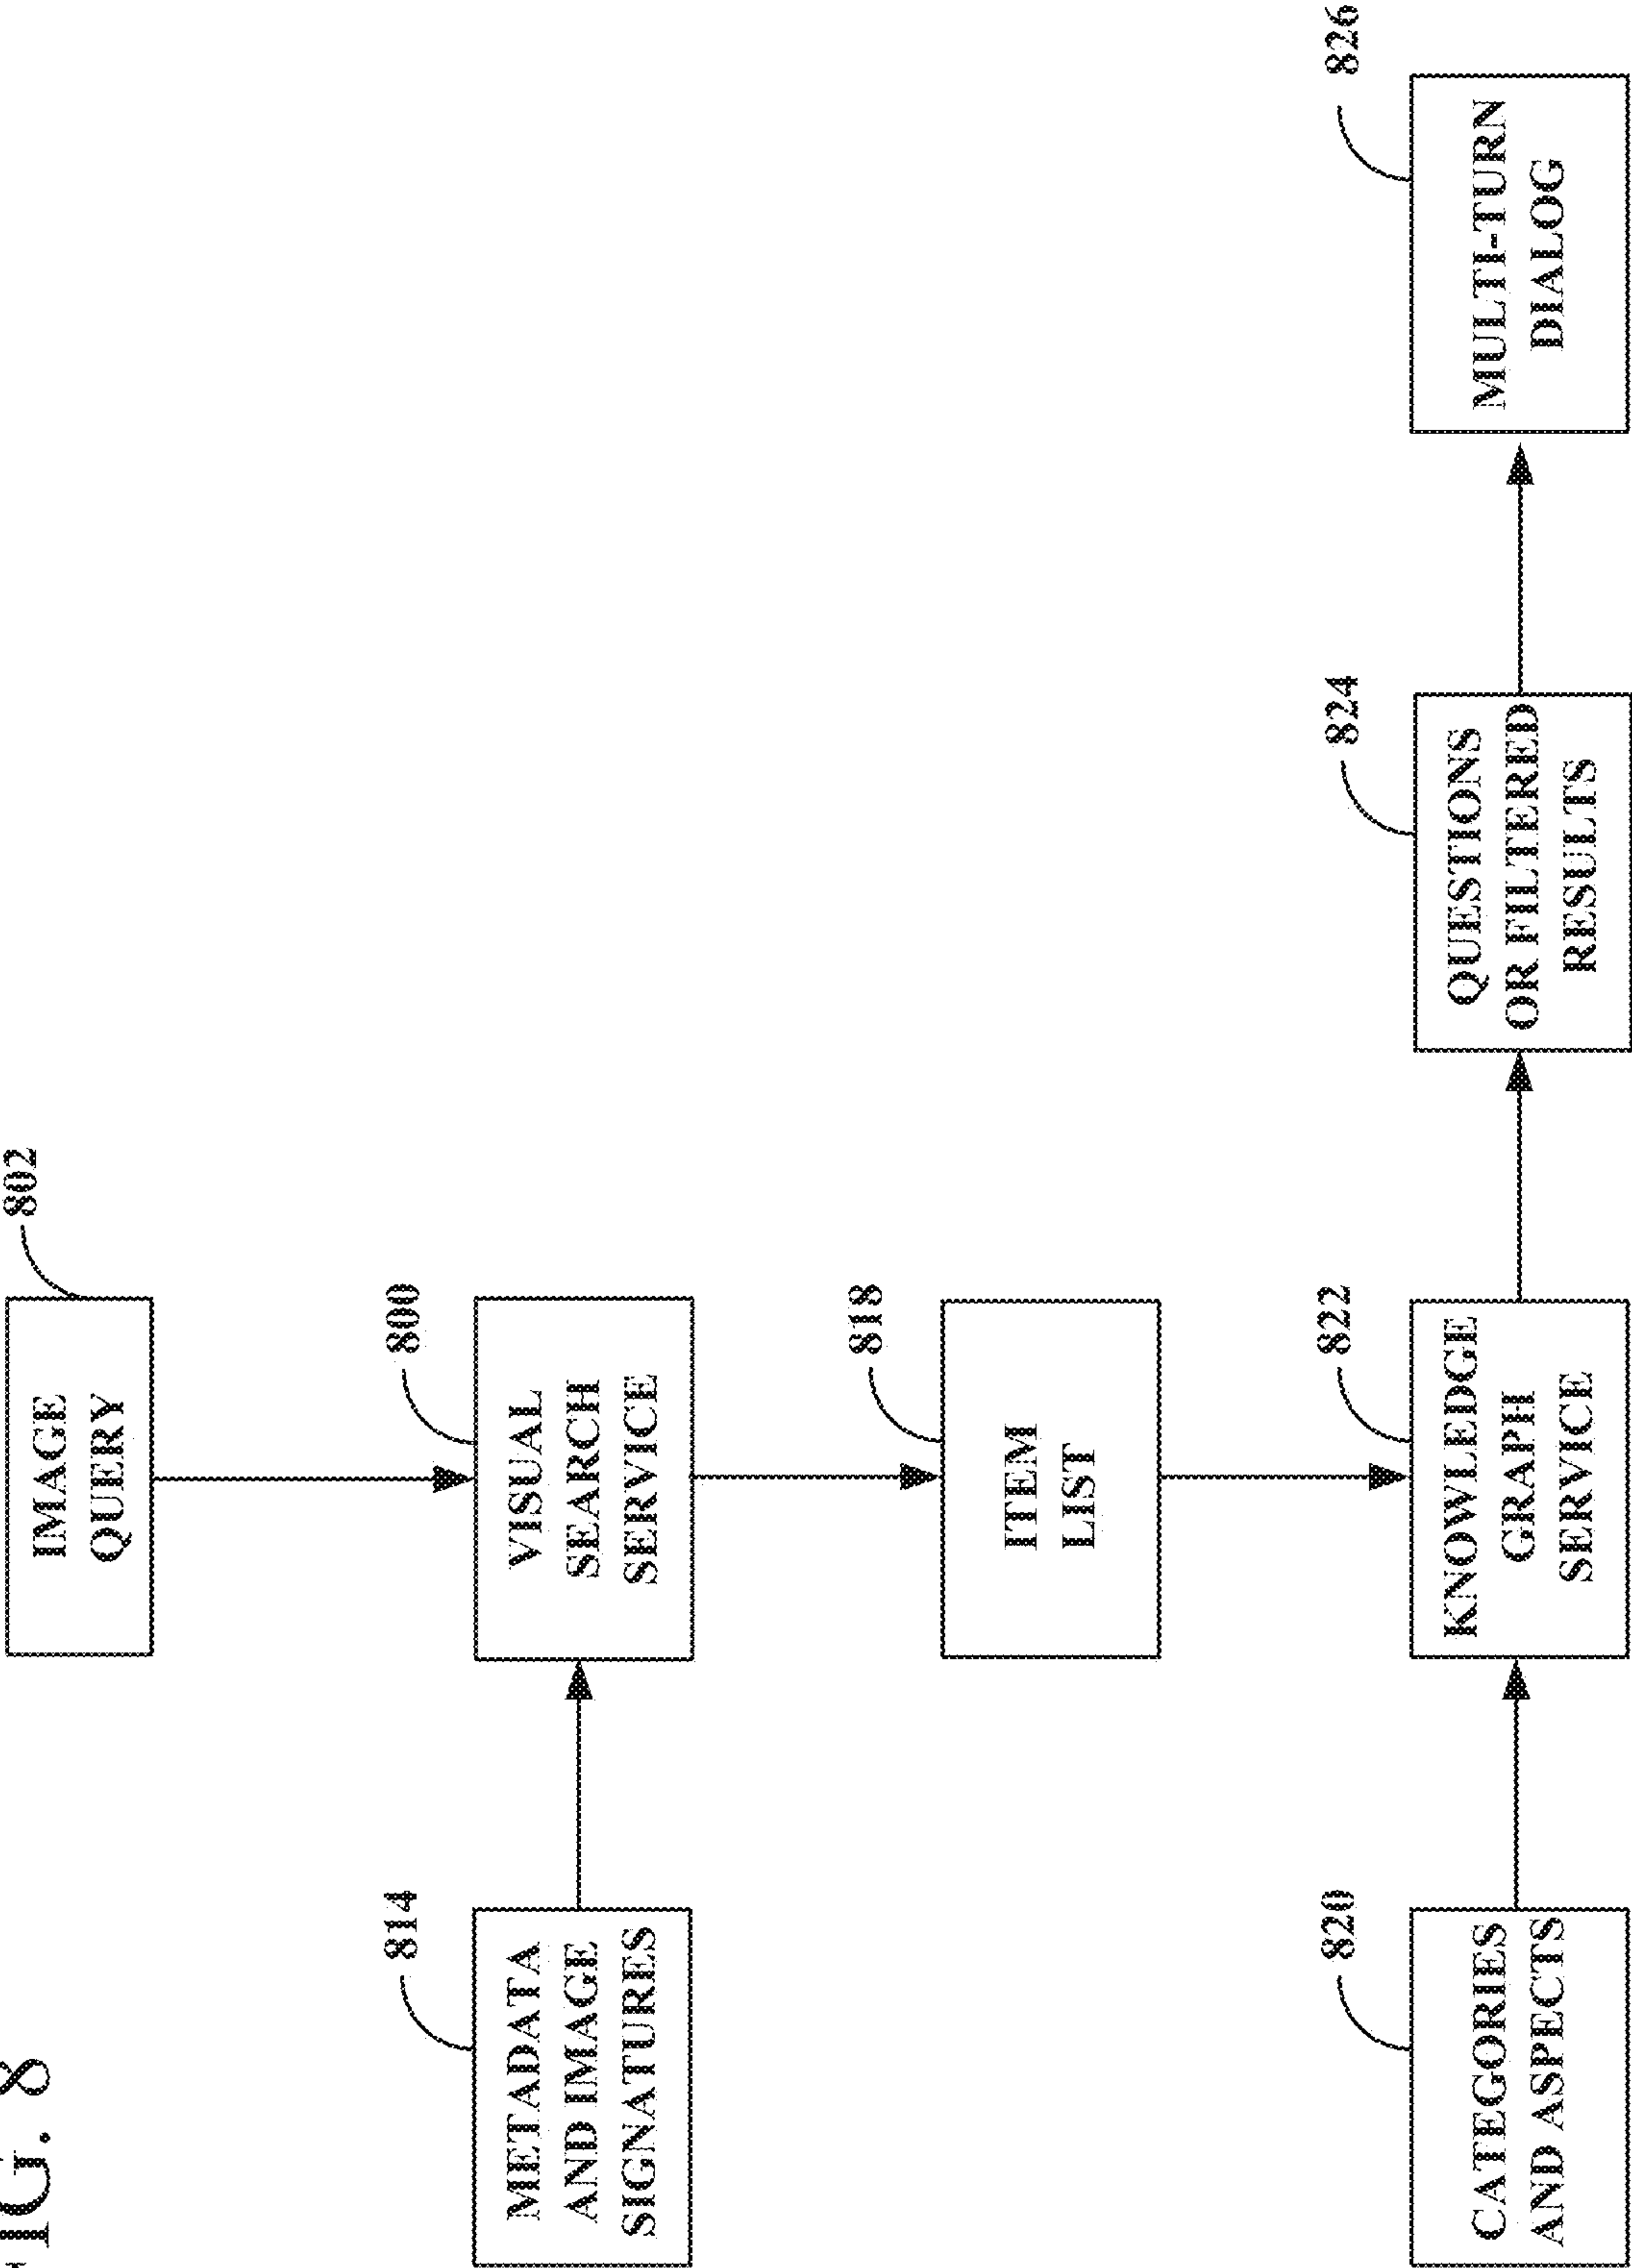 FIG. 8
802
IMAGE
QUERY
814
METADATA
AND IMAGE
SIGNATURES
800
VISUAL
SEARCH
SERVICE
818
ITEM
LIST
820
CATEGORIES
AND ASPECTS
822
KNOWLEDGE
GRAPH
SERVICE
824
QUESTIONS
OR FILTERED
RESULTS
826
MULTI-TURN
DIALOG